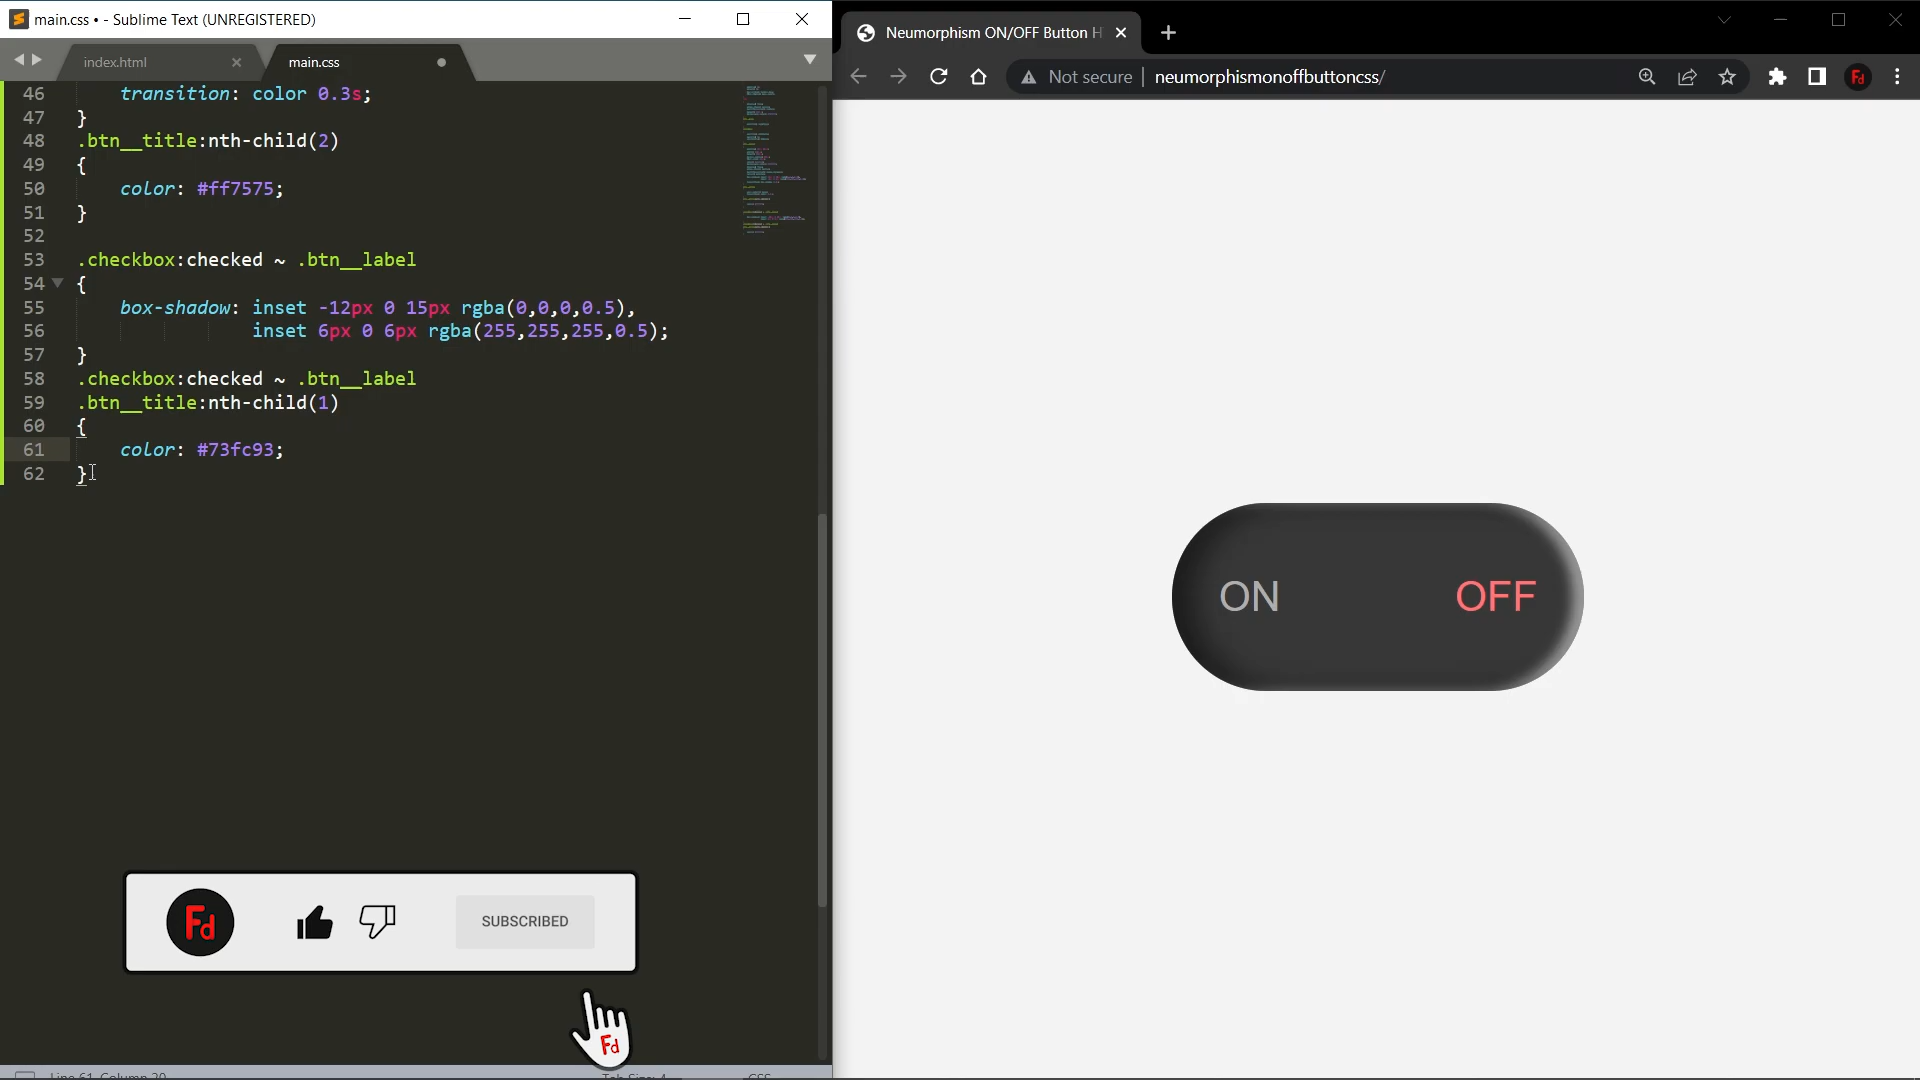 main.css • - Sublime Text (UNREGISTERED)
index.html
main.css
46 transition: color 0.3s;
47 }
48 .btn__title:nth-child(2)
49 {
50 color: #ff7575;
51 }
52
53 .checkbox:checked ~ .btn__label
54 {
55 box-shadow: inset -12px 0 15px rgba(0,0,0,0.5),
56 inset 6px 0 6px rgba(255,255,255,0.5);
57 }
58 .checkbox:checked ~ .btn__label
59 .btn__title:nth-child(1)
60 {
61 color: #73fc93;
62 }
Fd
SUBSCRIBED
Fd
Neumorphism ON/OFF Button H
Not secure
neumorphismonoffbuttoncss/
Fd
ON
OFF